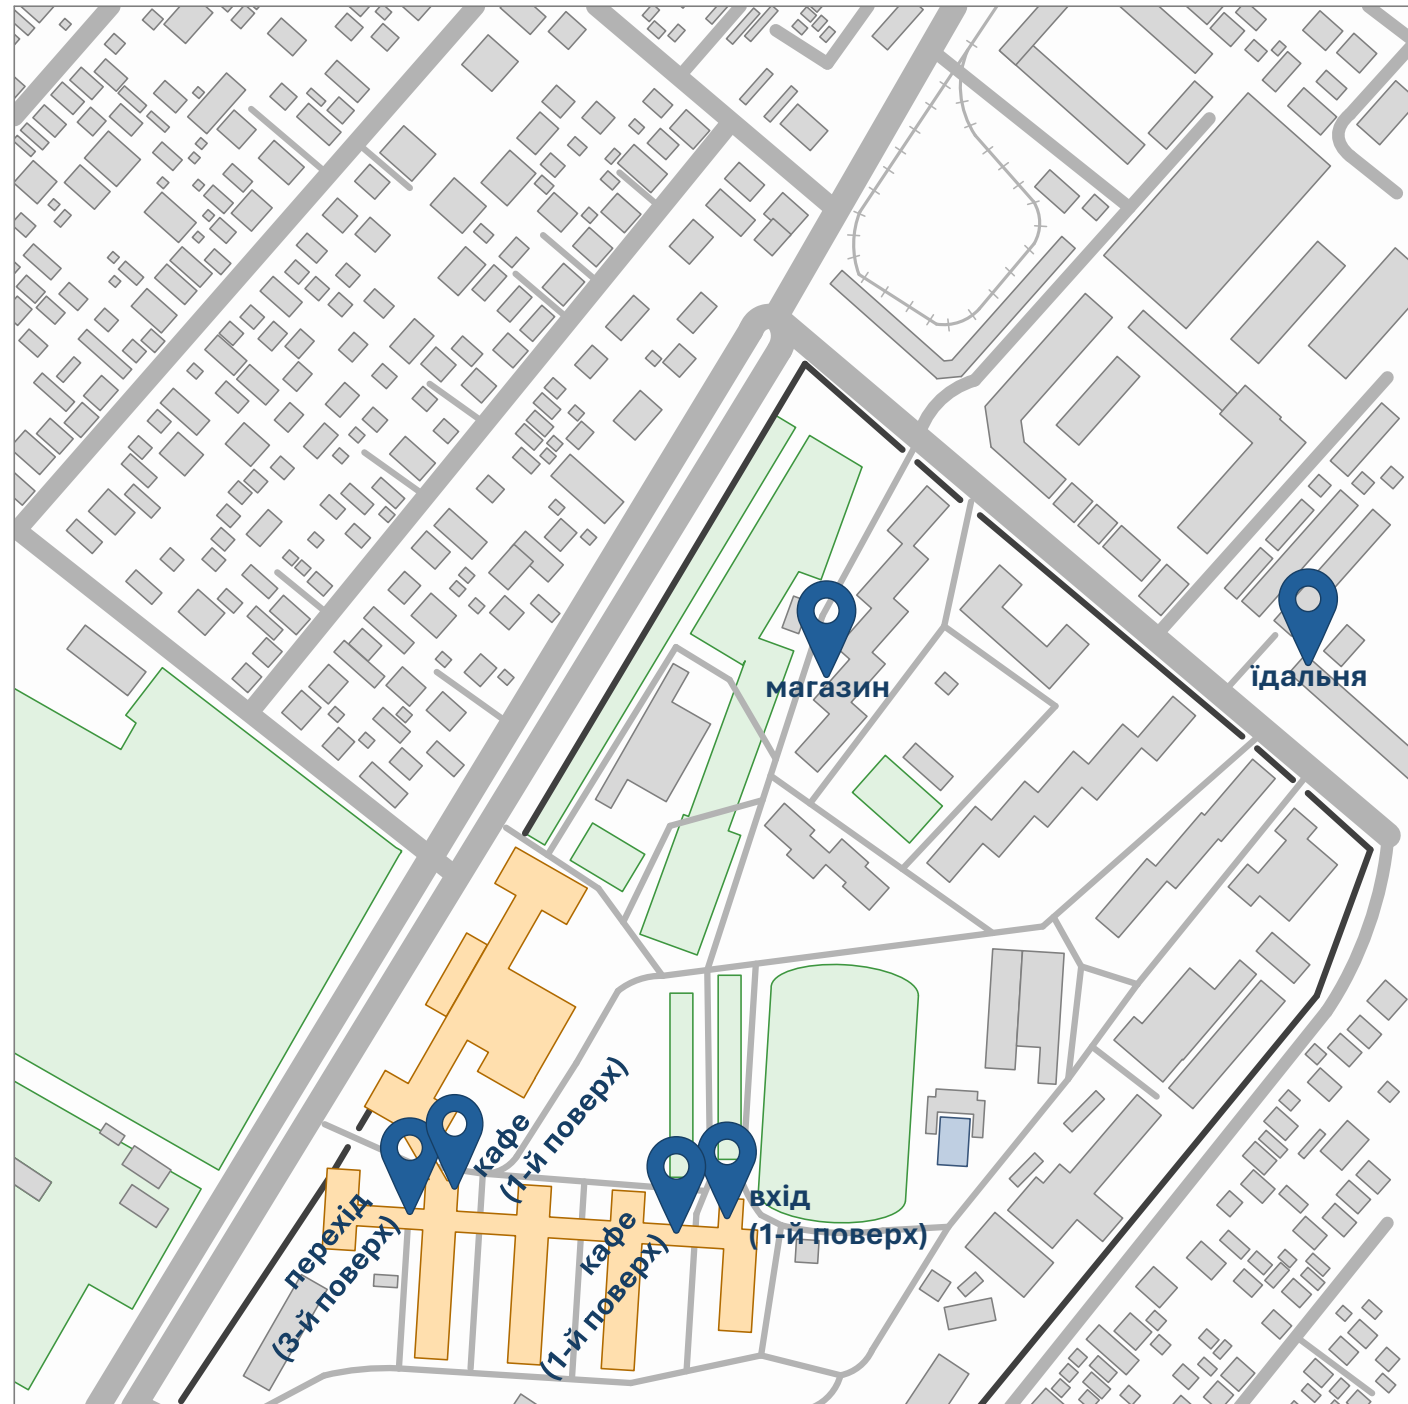 магазин
їдальня
кафе
(1-й поверх)
вхід
(1-й поверх)
перехід
(3-й поверх)
кафе
(1-й поверх)